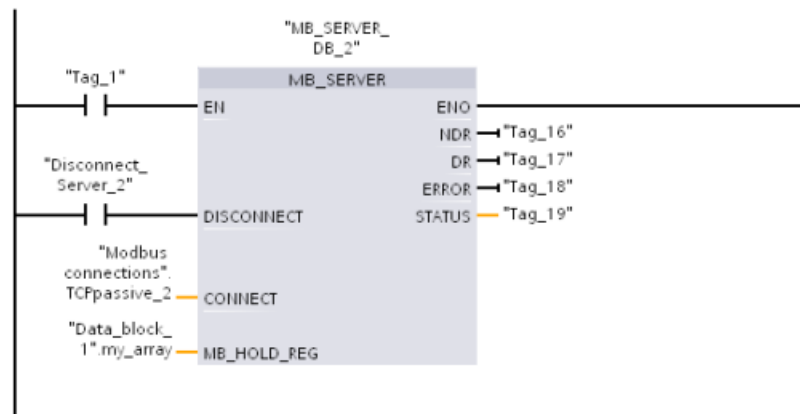 "MB_SERVER_
DB_2"
MB_SERVER
"Tag_1"
EN
ENO
NDR
"Tag_16"
DR
"Tag_17"
ERROR
"Tag_18"
"Disconnect_
Server_2"
DISCONNECT
STATUS
"Tag_19"
"Modbus
connections".
TCPpassive_2
CONNECT
"Data_block_
1".my_array
MB_HOLD_REG